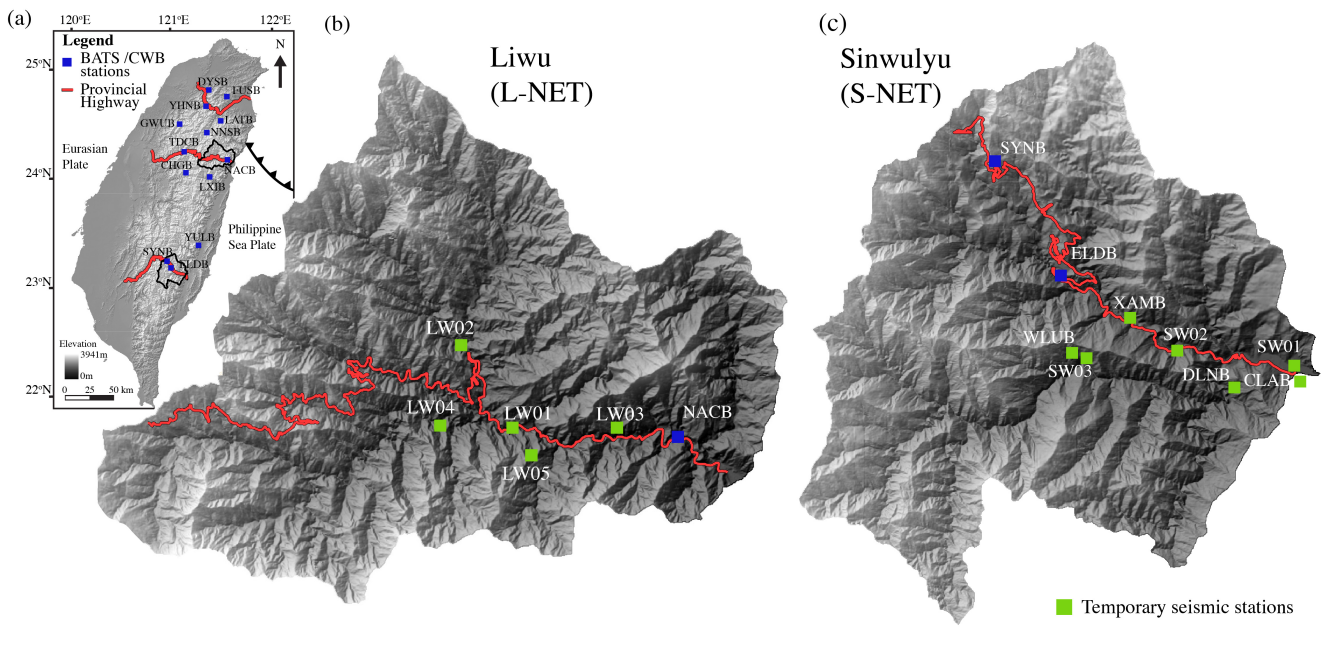 (a)
120°E
121°E
122°E
Legend
BATS /CWB
stations
Provincial
Highway
N
25°N
24°N
23°N
22°N
DYSB
FUSB
YHNB
LATB
GWUB
NNSB
TDCB
CHGB
NACB
LXIB
Eurasian
Plate
Philippine
Sea Plate
YULB
SYNB
ELDB
Elevation
3941m
0m
0 25 50 km
(b)
Liwu
(L-NET)
LW02
LW04
LW01
LW03
NACB
LW05
(c)
Sinwulyu
(S-NET)
SYNB
ELDB
XAMB
WLUB
SW02
SW01
SW03
DLNB
CLAB
Temporary seismic stations